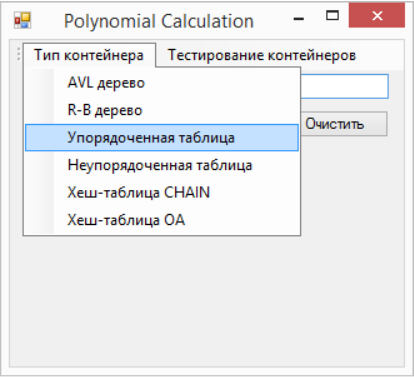 Polynomial Calculation
Тип контейнера Тестирование контейнеров
AVL дерево
R-B дерево
Очистить
Упорядоченная таблица
Неупорядоченная таблица
Хеш-таблица CHAIN
Хеш-таблица OA